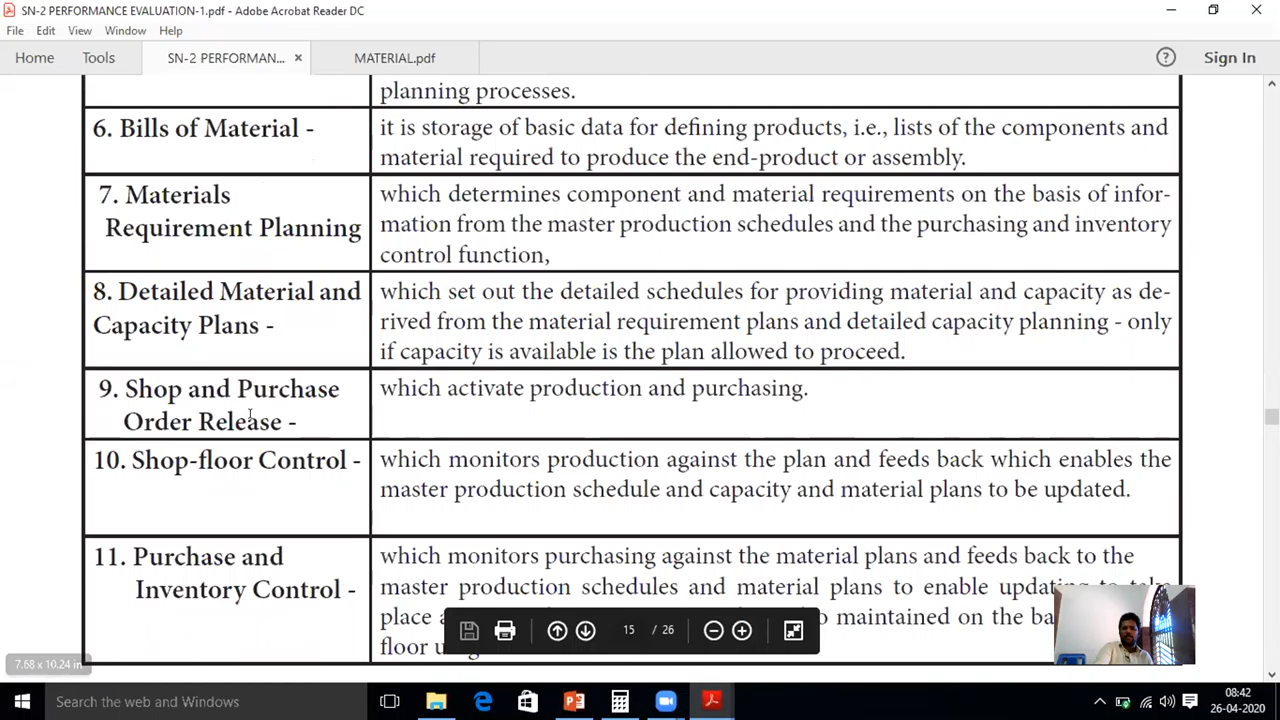 SN-2 PERFORMANCE EVALUATION-1.pdf - Adobe Acrobat Reader DC
File Edit View Window Help
Home Tools SN-2 PERFORMAN... × MATERIAL.pdf ? Sign In
planning processes.
6. Bills of Material - it is storage of basic data for defining products, i.e., lists of the components and
material required to produce the end-product or assembly.
7. Materials which determines component and material requirements on the basis of infor-
Requirement Planning mation from the master production schedules and the purchasing and inventory
control function,
8. Detailed Material and which set out the detailed schedules for providing material and capacity as de-
Capacity Plans - rived from the material requirement plans and detailed capacity planning - only
if capacity is available is the plan allowed to proceed.
9. Shop and Purchase which activate production and purchasing.
Order Release -
10. Shop-floor Control - which monitors production against the plan and feeds back which enables the
master production schedule and capacity and material plans to be updated.
11. Purchase and which monitors purchasing against the material plans and feeds back to the
Inventory Control - master production schedules and material plans to enable updating to take
place maintained on the
floor
15 / 26
7.68 x 10.24 in
Search the web and Windows
08:42
26-04-2020